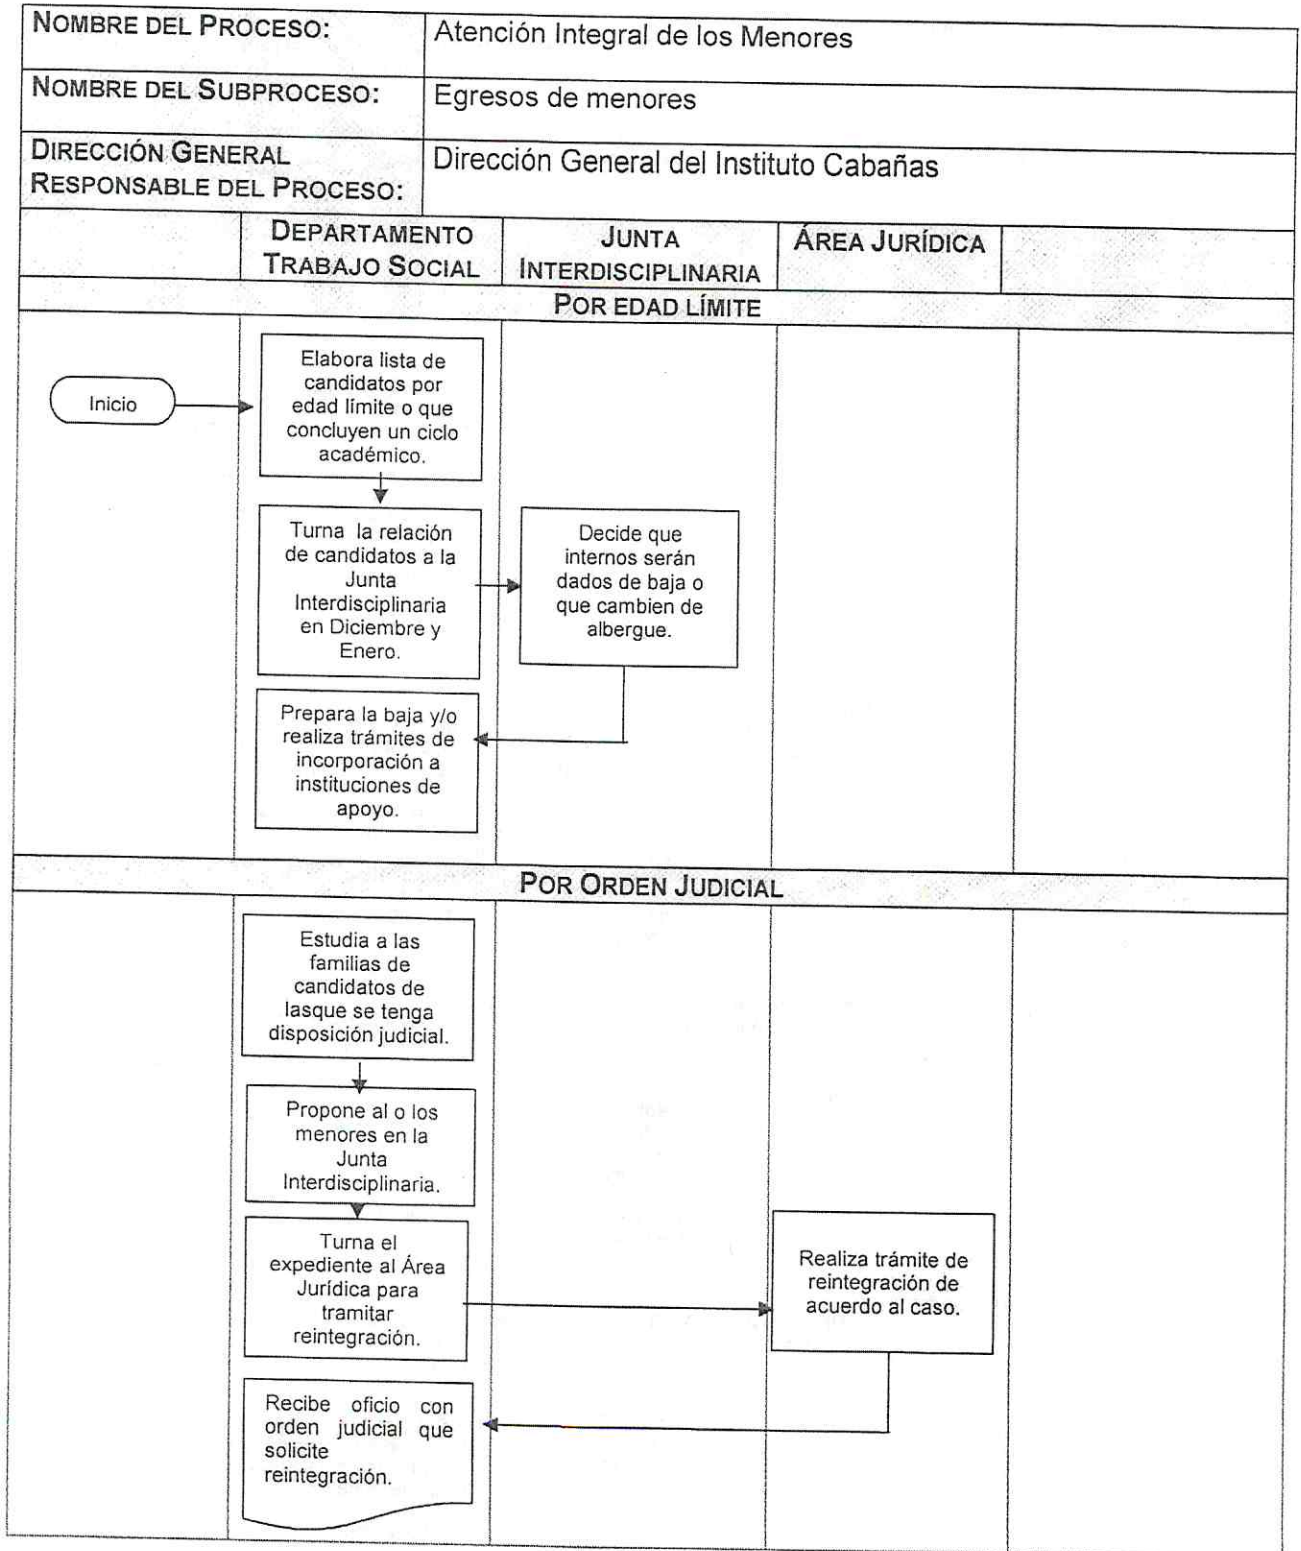 NOMBRE DEL PROCESO: Atención Integral de los Menores
NOMBRE DEL SUBPROCESO: Egresos de menores
DIRECCIÓN GENERAL
RESPONSABLE DEL PROCESO:
Dirección General del Instituto Cabañas
DEPARTAMENTO
TRABAJO SOCIAL
JUNTA
INTERDISCIPLINARIA
ÁREA JURÍDICA
POR EDAD LÍMITE
Inicio
Elabora lista de
candidatos por
edad límite o que
concluyen un ciclo
académico.
Turna la relación
de candidatos a la
Junta
Interdisciplinaria
en Diciembre y
Enero.
Decide que
internos serán
dados de baja o
que cambien de
albergue.
Prepara la baja y/o
realiza trámites de
incorporación a
instituciones de
apoyo.
POR ORDEN JUDICIAL
Estudia a las
familias de
candidatos de
lasque se tenga
disposición judicial.
Propone al o los
menores en la
Junta
Interdisciplinaria.
Turna el
expediente al Área
Jurídica para
tramitar
reintegración.
Realiza trámite de
reintegración de
acuerdo al caso.
Recibe oficio con
orden judicial que
solicite
reintegración.